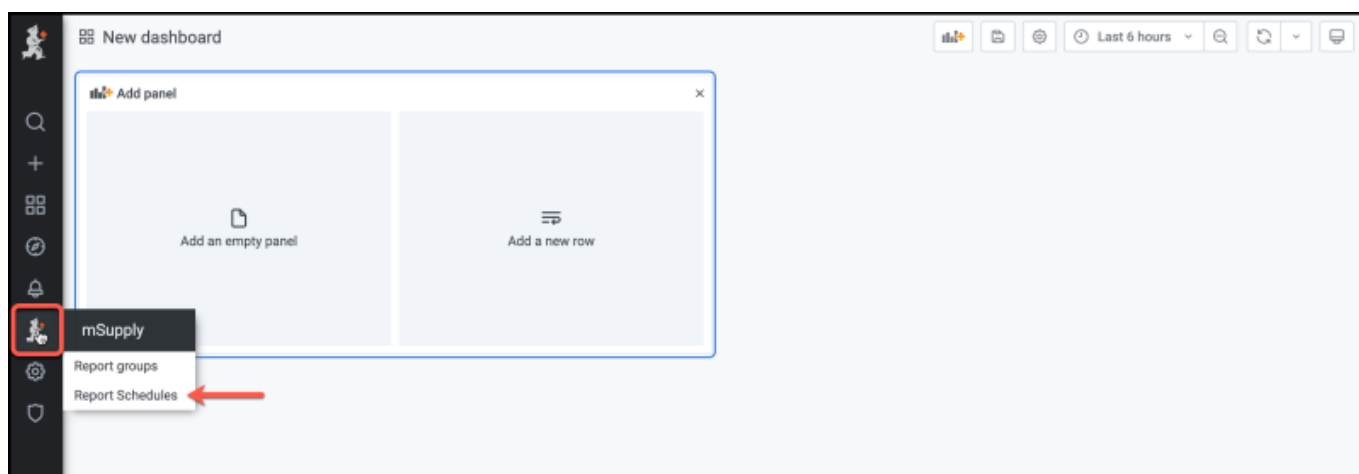 New dashboard
Last 6 hours
Add panel
Add an empty panel
Add a new row
mSupply
Report groups
Report Schedules